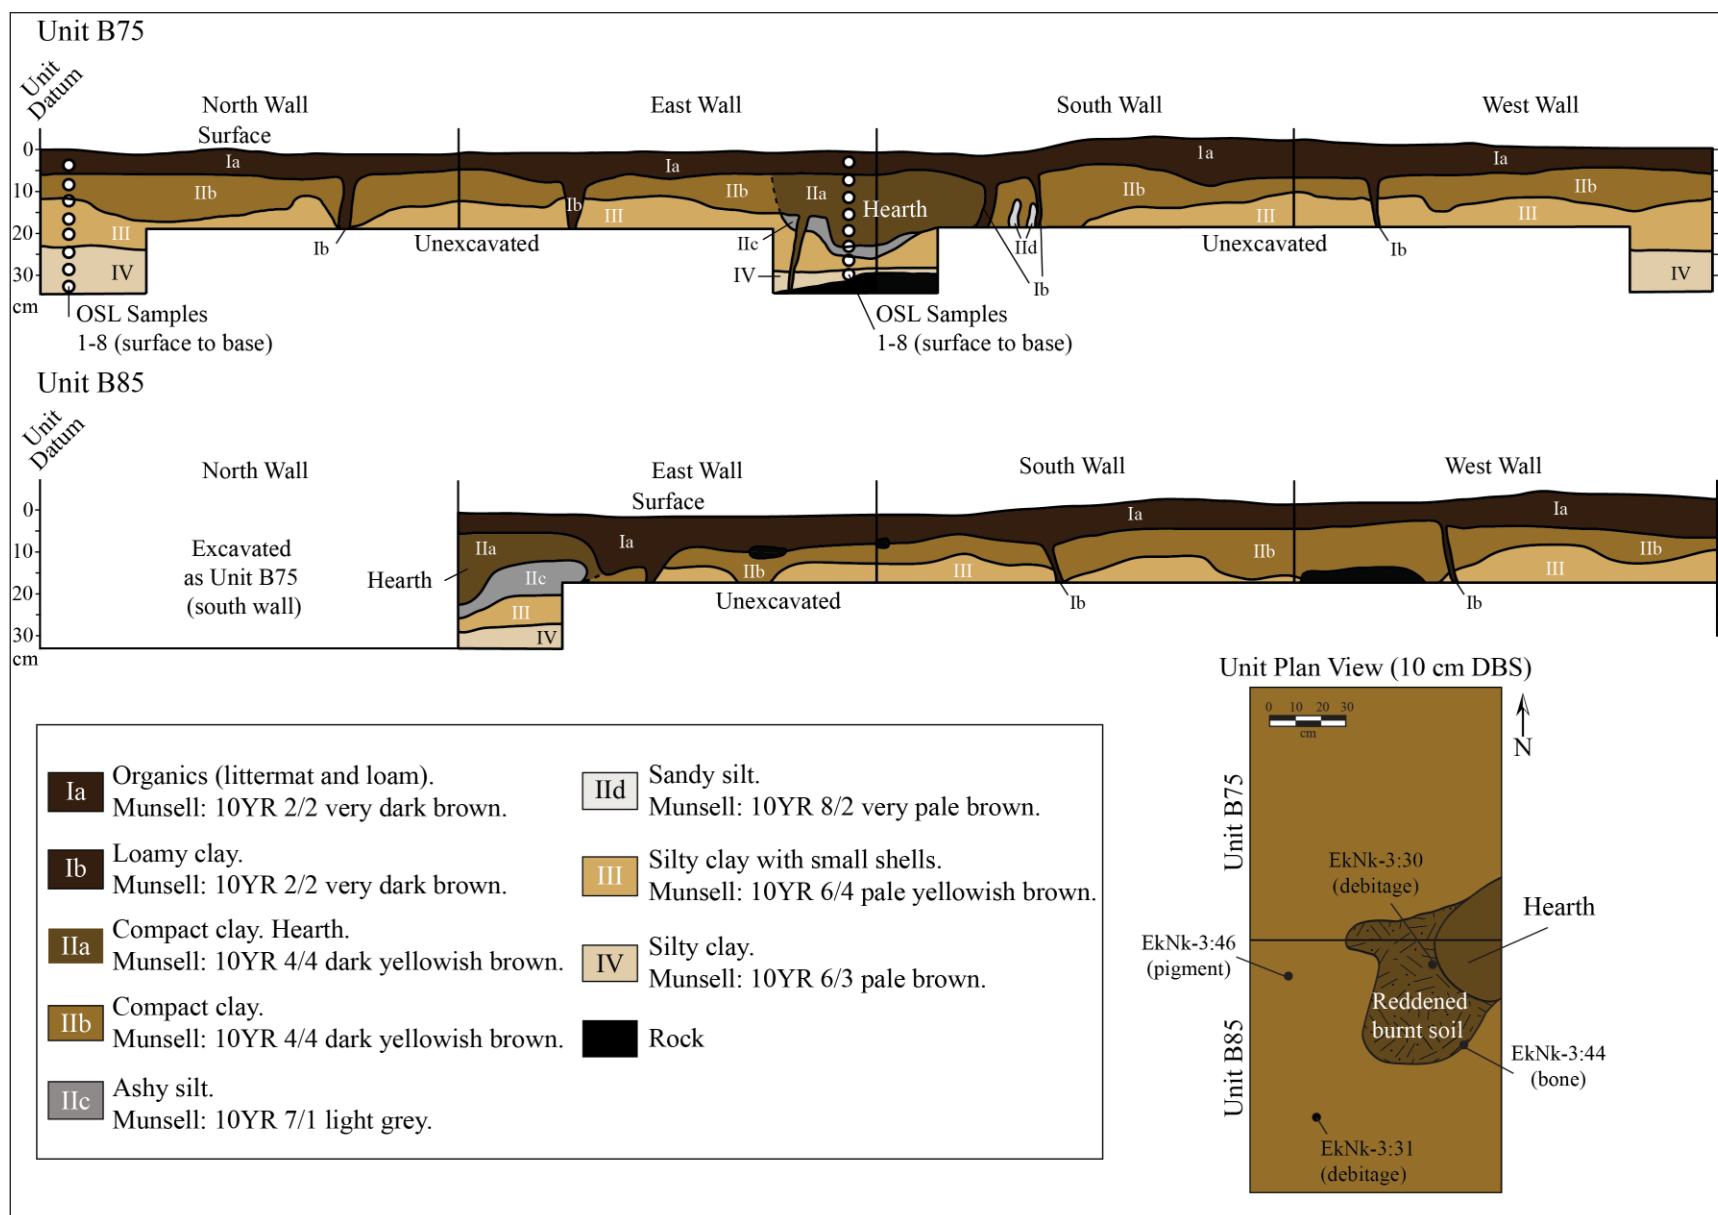 Unit B75
Unit
Datum
North Wall
East Wall
South Wall
West Wall
Surface
0
10
20
30
cm
Ia
IIb
III
IV
Ib
Ia
Ib
III
IIb
IIa
Hearth
IIc
IV
Unexcavated
1a
IIb
IId
Ib
Ib
III
Unexcavated
Ib
Ia
IIb
III
IV
OSL Samples
1-8 (surface to base)
OSL Samples
1-8 (surface to base)
Unit B85
Unit
Datum
North Wall
East Wall
South Wall
West Wall
Surface
0
10
20
30
cm
Excavated
as Unit B75
(south wall)
Hearth
IIa
IIc
III
IV
Ia
IIb
Unexcavated
Ia
III
IIb
Ib
Ia
IIb
III
Ib
Unit Plan View (10 cm DBS)
0 10 20 30
cm
N
Unit B75
Unit B85
EkNk-3:30
(debitage)
Hearth
EkNk-3:46
(pigment)
Reddened
burnt soil
EkNk-3:44
(bone)
EkNk-3:31
(debitage)
Ia
Organics (littermat and loam).
Munsell: 10YR 2/2 very dark brown.
Ib
Loamy clay.
Munsell: 10YR 2/2 very dark brown.
IIa
Compact clay. Hearth.
Munsell: 10YR 4/4 dark yellowish brown.
IIb
Compact clay.
Munsell: 10YR 4/4 dark yellowish brown.
IIc
Ashy silt.
Munsell: 10YR 7/1 light grey.
IId
Sandy silt.
Munsell: 10YR 8/2 very pale brown.
III
Silty clay with small shells.
Munsell: 10YR 6/4 pale yellowish brown.
IV
Silty clay.
Munsell: 10YR 6/3 pale brown.
Rock